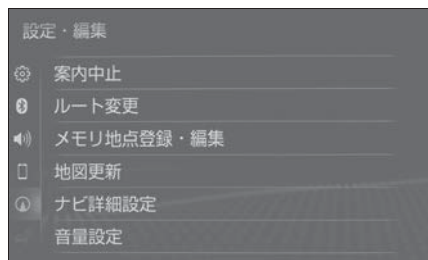 設定・編集
案内中止
ルート変更
メモリ地点登録・編集
地図更新
ナビ詳細設定
音量設定